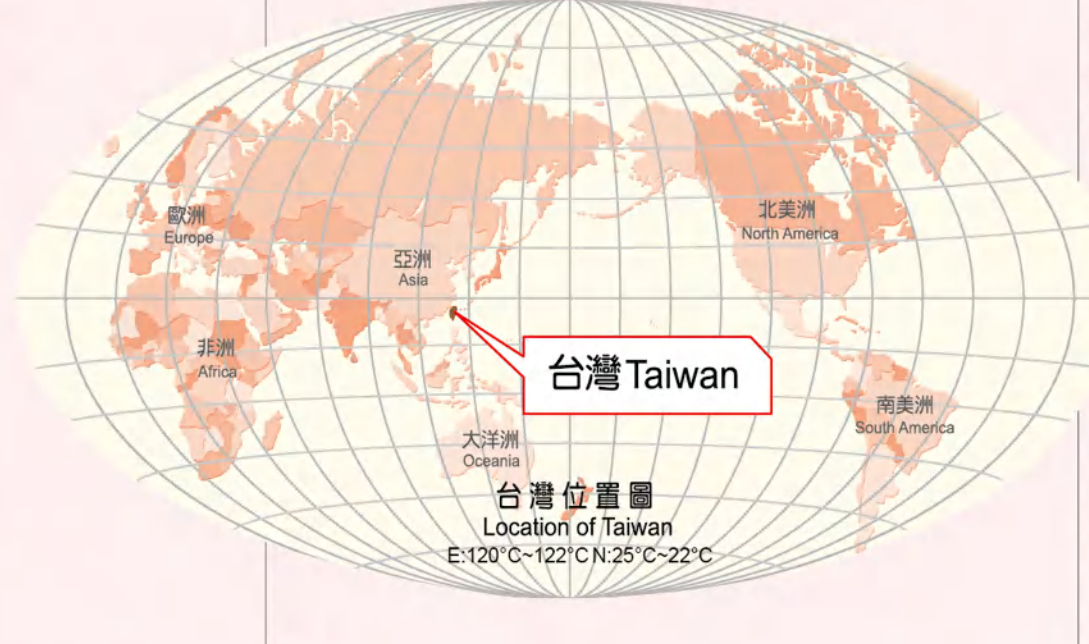 歐洲
Europe
亞洲
Asia
北美洲
North America
非洲
Africa
台灣 Taiwan
南美洲
South America
大洋洲
Oceania
台灣位置圖
Location of Taiwan
E:120°C~122°C N:25°C~22°C